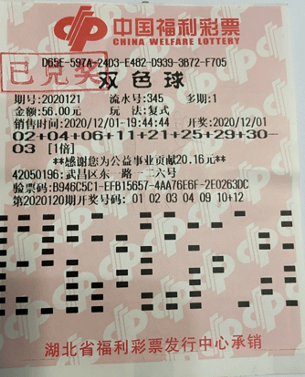 中国福利彩票
CHINA WELFARE LOTTERY
D65E-597A-24D3-E482-D939-3B72-F705
已兑奖
双色球
期号:2020121 流水号:345 多期:1
金额:56.00元 玩 法:复式
销售时间:2020/12/01-19:44:44 开奖:2020/12/01
02+04+06+11+21+25+29+30-
03 [1倍]
**感谢您为公益事业贡献20.16元**
42050196:武昌区东一路一二六号
验票码:B946C5C1-EFB15657-4AA76E6F-2E0263DC
第2020120期开奖号码:01 02 03 04 09 10+12
湖北省福利彩票发行中心承销